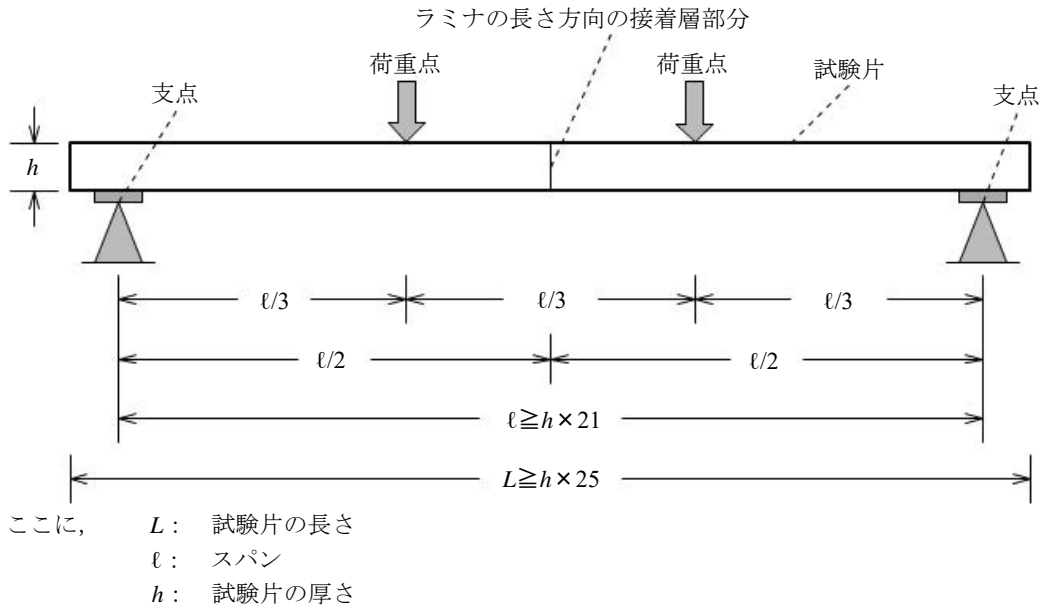 ラミナの長さ方向の接着層部分
荷重点
荷重点
試験片
支点
支点
h
ℓ/3
ℓ/3
ℓ/3
ℓ/2
ℓ/2
ℓ≧h×21
L≧h×25
ここに, L: 試験片の長さ
ℓ: スパン
h: 試験片の厚さ